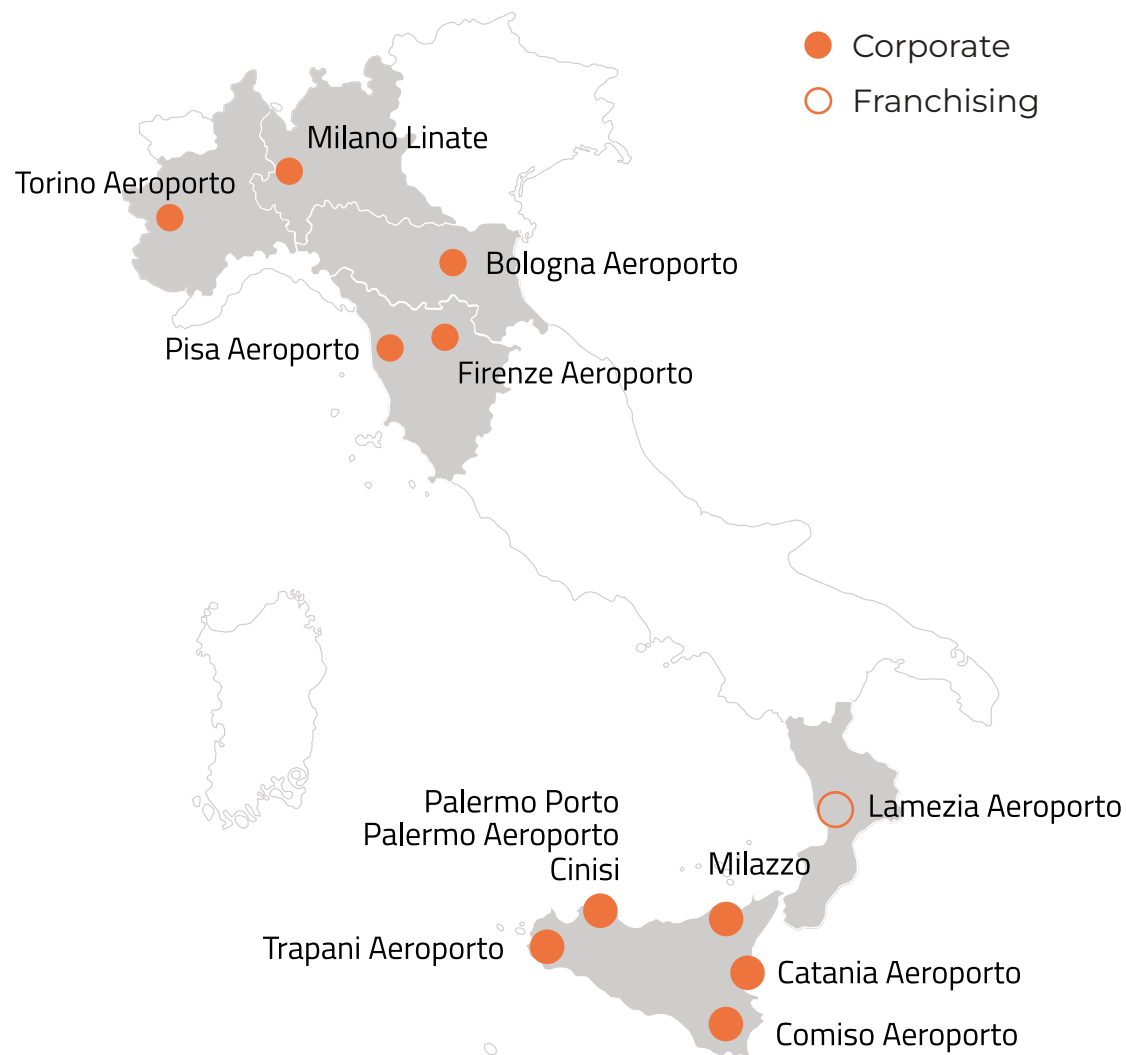 Corporate
Franchising
Milano Linate
Torino Aeroporto
Bologna Aeroporto
Pisa Aeroporto
Firenze Aeroporto
Palermo Porto
Palermo Aeroporto
Cinisi
Lamezia Aeroporto
Milazzo
Trapani Aeroporto
Catania Aeroporto
Comiso Aeroporto